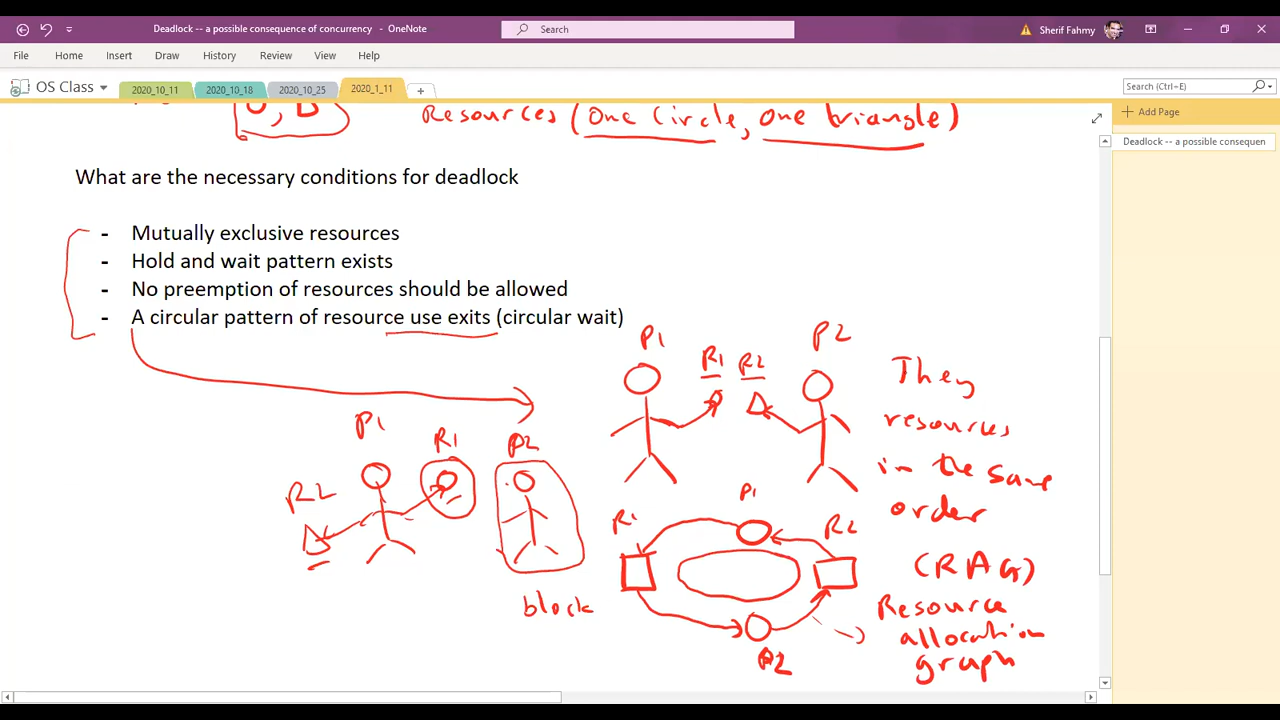 Deadlock -- a possible consequence of concurrency - OneNote
Search
Sherif Fahmy
File Home Insert Draw History Review View Help
OS Class
2020_10_11 2020_10_18 2020_10_25 2020_1_11
Search (Ctrl+E)
Add Page
Deadlock -- a possible consequen
Resources (One Circle, One triangle)
What are the necessary conditions for deadlock
- Mutually exclusive resources
- Hold and wait pattern exists
- No preemption of resources should be allowed
- A circular pattern of resource use exits (circular wait)
P1 R1 R2 P2
They
resources
in the same
order
P1 R1 P2
R2
block
P1
R1 R2
P2
(RAG)
Resource
allocation
graph